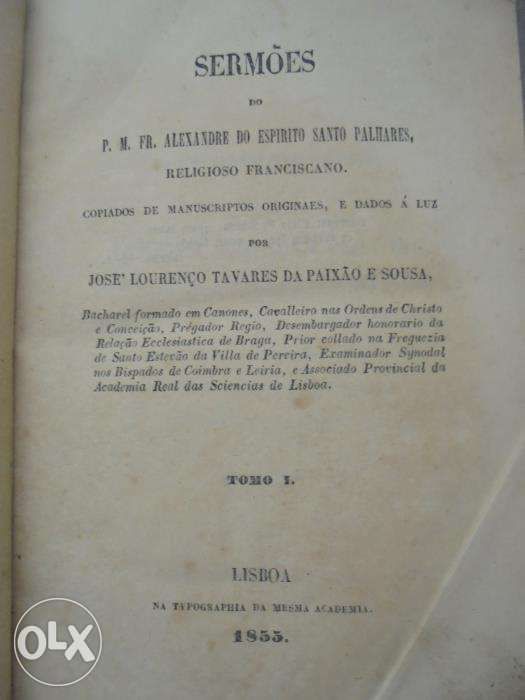 SERMÕES
DO
P. M. FR. ALEXANDRE DO ESPIRITO SANTO PALHARES,
RELIGIOSO FRANCISCANO.
COPIADOS DE MANUSCRIPTOS ORIGINAES, E DADOS Á LUZ
POR
JOSE' LOURENÇO TAVARES DA PAIXÃO E SOUSA,
Bacharel formado em Canones, Cavalleiro nas Ordens de Christo
e Conceição, Prégador Regio, Desembargador honorario da
Relação Ecclesiastica de Braga, Prior collado na Freguezia
de Santo Estevão da Villa de Pereira, Examinador Synodal
nos Bispados de Coimbra e Leiria, e Associado Provincial da
Academia Real das Sciencias de Lisboa.
TOMO I.
LISBOA
NA TYPOGRAPHIA DA MESMA ACADEMIA.
1855.
OLX